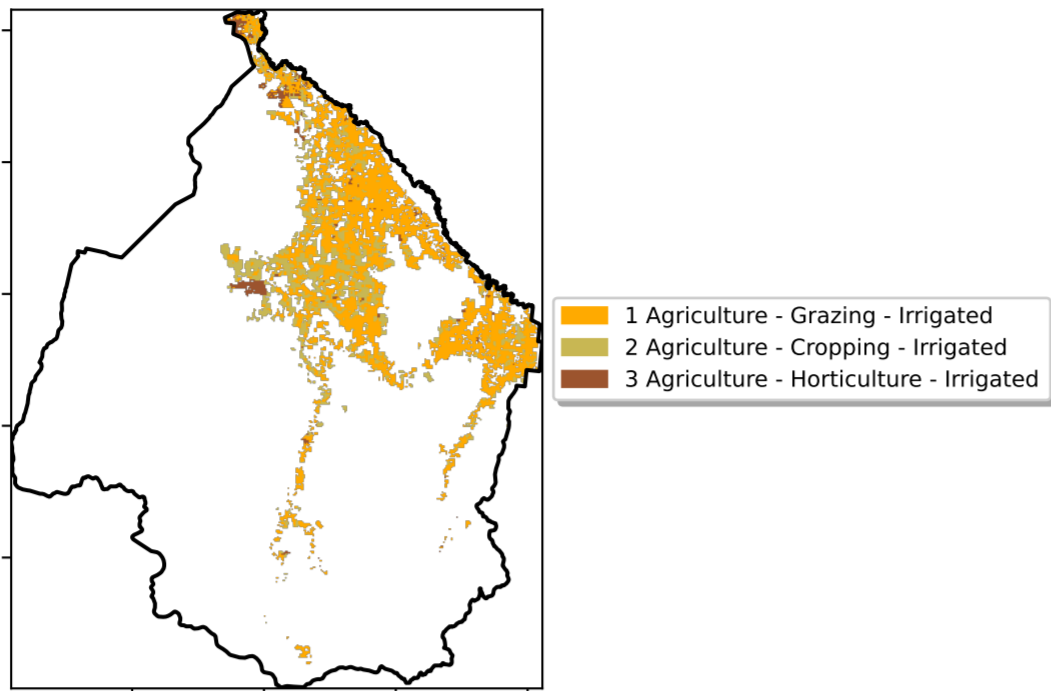 1 Agriculture - Grazing - Irrigated
2 Agriculture - Cropping - Irrigated
3 Agriculture - Horticulture - Irrigated